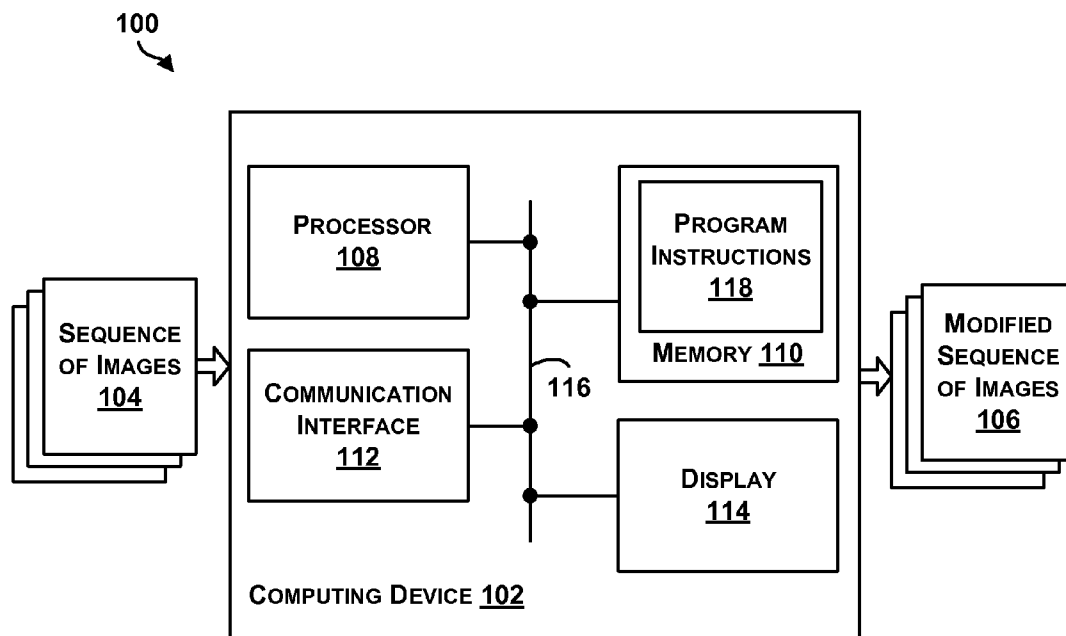 100
PROCESSOR
108
PROGRAM
INSTRUCTIONS
118
MEMORY 110
SEQUENCE
OF IMAGES
104
COMMUNICATION
INTERFACE
112
116
DISPLAY
114
MODIFIED
SEQUENCE
OF IMAGES
106
COMPUTING DEVICE 102